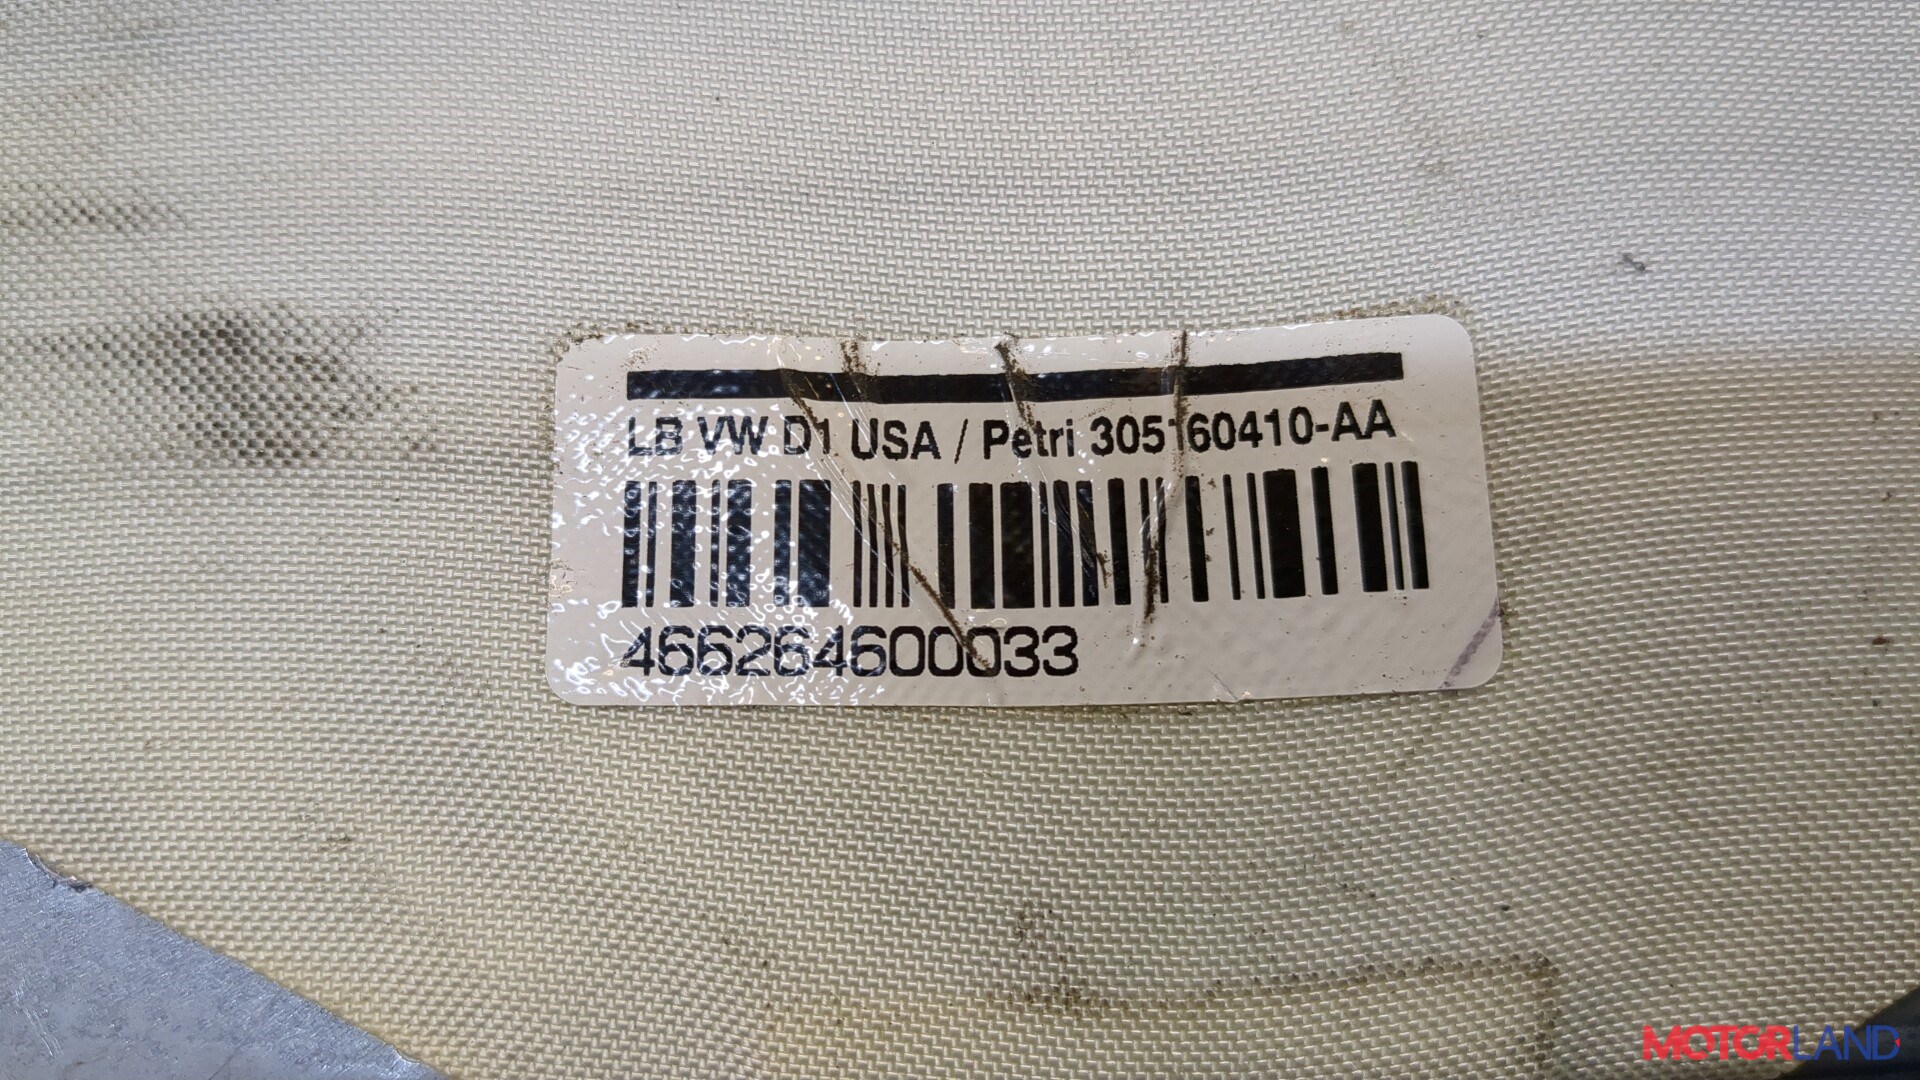 LB VW D1 USA / Petri 305160410-AA
466264600033
MOTORLAND